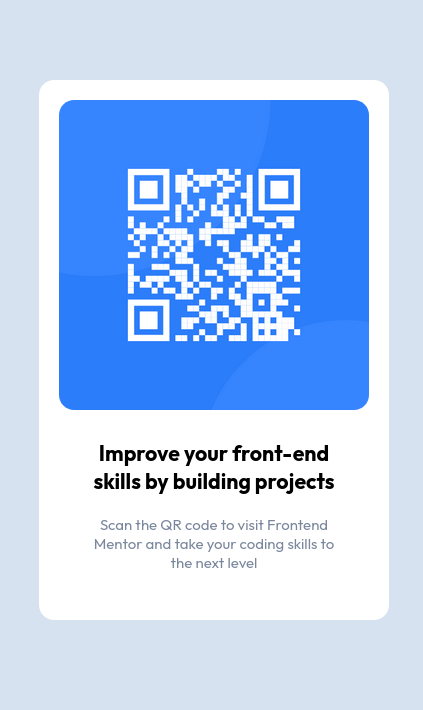 Improve your front-end
skills by building projects
Scan the QR code to visit Frontend
Mentor and take your coding skills to
the next level